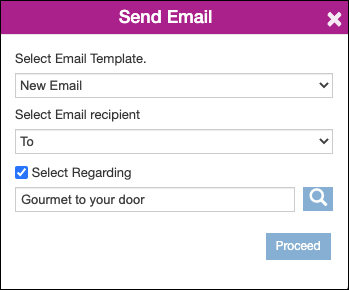 Send Email
Select Email Template.
New Email
Select Email recipient
To
Select Regarding
Gourmet to your door
Proceed